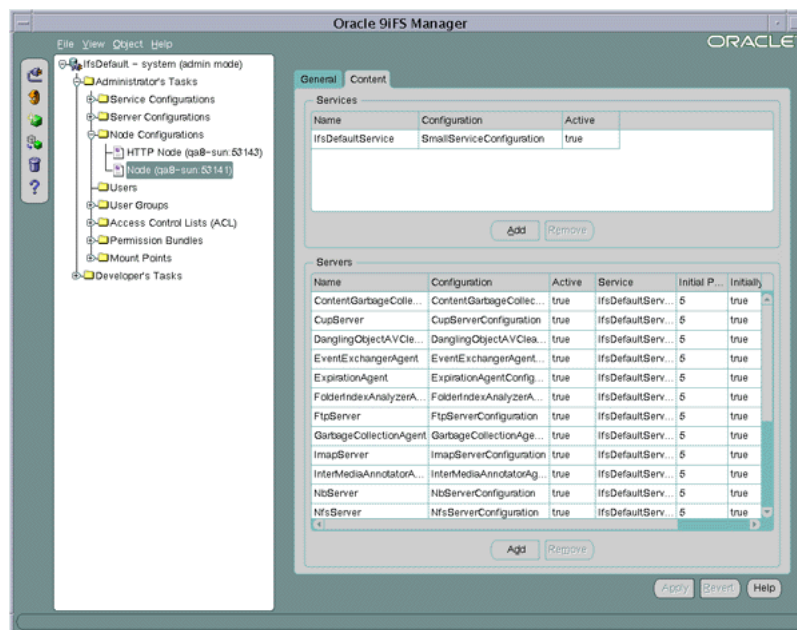 Oracle 9iFS Manager
File View Object Help
ORACLE
IfsDefault - system (admin mode)
Administrator's Tasks
Service Configurations
Server Configurations
Node Configurations
HTTP Node (qa8-sun:53143)
Node (qa8-sun:53141)
Users
User Groups
Access Control Lists (ACL)
Permission Bundles
Mount Points
Developer's Tasks
General Content
Services
Name Configuration Active
IfsDefaultService SmallServiceConfiguration true
Add Remove
Servers
Name Configuration Active Service Initial P... Initially
ContentGarbageColle... ContentGarbageCollec... true IfsDefaultServ... 5 true
CupServer CupServerConfiguration true IfsDefaultServ... 5 true
DanglingObjectAVCle... DanglingObjectAVClea... true IfsDefaultServ... 5 true
EventExchangerAgent EventExchangerAgent... true IfsDefaultServ... 5 true
ExpirationAgent ExpirationAgentConfig... true IfsDefaultServ... 5 true
FolderIndexAnalyzerA... FolderIndexAnalyzerA... true IfsDefaultServ... 5 true
FtpServer FtpServerConfiguration true IfsDefaultServ... 5 true
GarbageCollectionAgent GarbageCollectionAge... true IfsDefaultServ... 5 true
ImapServer ImapServerConfiguration true IfsDefaultServ... 5 true
InterMediaAnnotatorA... InterMediaAnnotatorAg... true IfsDefaultServ... 5 true
NbServer NbServerConfiguration true IfsDefaultServ... 5 true
NfsServer NfsServerConfiguration true IfsDefaultServ... 5 true
Add Remove
Apply Revert Help